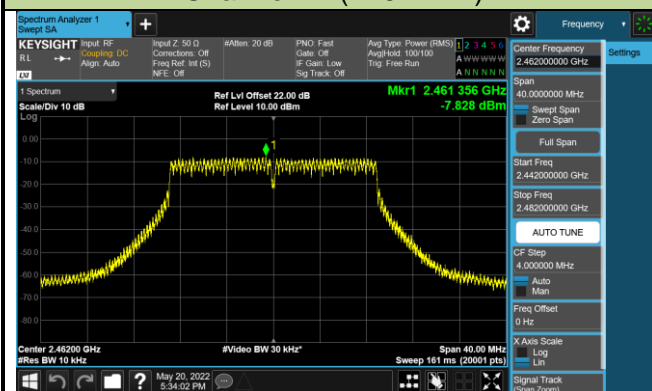 Spectrum Analyzer 1
Swept SA
Frequency
KEYSIGHT
Input: RF
Input Z: 50 Ω
#Atten: 20 dB
PNO: Fast
Avg Type: Power (RMS)
1 2 3 4 5 6
RL
Coupling: DC
Corrections: Off
Gate: Off
Avg|Hold: 100/100
A W W W W W
Align: Auto
Freq Ref: Int (S)
IF Gain: Low
Trig: Free Run
LXI
NFE: Off
Sig Track: Off
A N N N N N
1 Spectrum
Ref Lvl Offset 22.00 dB
Mkr1 2.461 356 GHz
Scale/Div 10 dB
Ref Level 10.00 dBm
-7.828 dBm
Log
0.00
-10.0
-20.0
-30.0
-40.0
-50.0
-60.0
-70.0
-80.0
1
Center 2.46200 GHz
#Video BW 30 kHz*
Span 40.00 MHz
#Res BW 10 kHz
Sweep 161 ms (20001 pts)
May 20, 2022
5:34:02 PM
Center Frequency
2.462000000 GHz
Settings
Span
40.0000000 MHz
Swept Span
Zero Span
Full Span
Start Freq
2.442000000 GHz
Stop Freq
2.482000000 GHz
AUTO TUNE
CF Step
4.000000 MHz
Auto
Man
Freq Offset
0 Hz
X Axis Scale
Log
Lin
Signal Track
(Span Zoom)